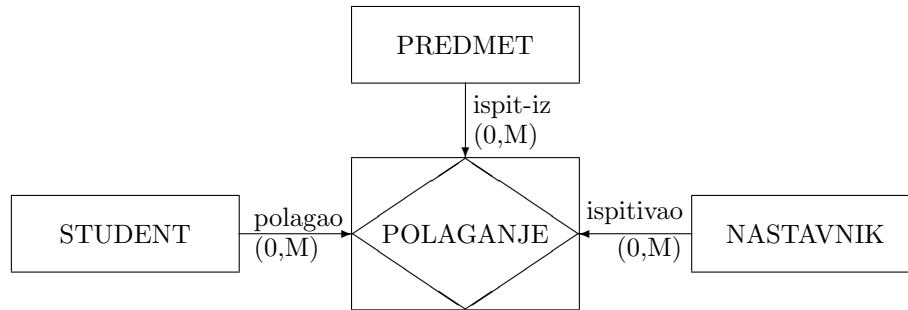 PREDMET
ispit-iz
(0,M)
STUDENT
polagao
(0,M)
POLAGANJE
ispitivao
(0,M)
NASTAVNIK